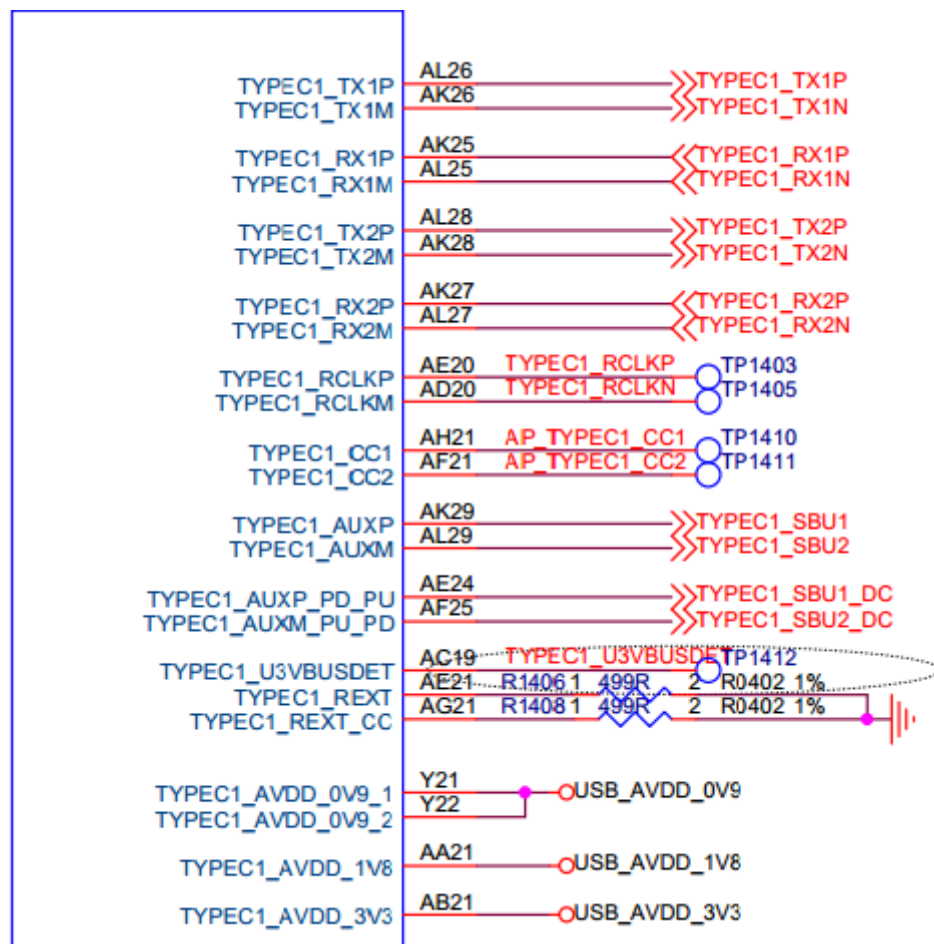 TYPEC1_TX1P AL26 TYPEC1_TX1P
TYPEC1_TX1M AK26 TYPEC1_TX1N
TYPEC1_RX1P AK25 TYPEC1_RX1P
TYPEC1_RX1M AL25 TYPEC1_RX1N
TYPEC1_TX2P AL28 TYPEC1_TX2P
TYPEC1_TX2M AK28 TYPEC1_TX2N
TYPEC1_RX2P AK27 TYPEC1_RX2P
TYPEC1_RX2M AL27 TYPEC1_RX2N
TYPEC1_RCLKP AE20 TYPEC1_RCLKP TP1403
TYPEC1_RCLKM AD20 TYPEC1_RCLKN TP1405
TYPEC1_CC1 AH21 AP_TYPEC1_CC1 TP1410
TYPEC1_CC2 AF21 AP_TYPEC1_CC2 TP1411
TYPEC1_AUXP AK29 TYPEC1_SBU1
TYPEC1_AUXM AL29 TYPEC1_SBU2
TYPEC1_AUXP_PD_PU AE24 TYPEC1_SBU1_DC
TYPEC1_AUXM_PU_PD AF25 TYPEC1_SBU2_DC
TYPEC1_U3VBUSDET AC19 TYPEC1_U3VBUSDET TP1412
TYPEC1_REXT AE21 R1406 1 499R 2 R0402 1%
TYPEC1_REXT_CC AG21 R1408 1 499R 2 R0402 1%
TYPEC1_AVDD_0V9_1 Y21 USB_AVDD_0V9
TYPEC1_AVDD_0V9_2 Y22
TYPEC1_AVDD_1V8 AA21 USB_AVDD_1V8
TYPEC1_AVDD_3V3 AB21 USB_AVDD_3V3